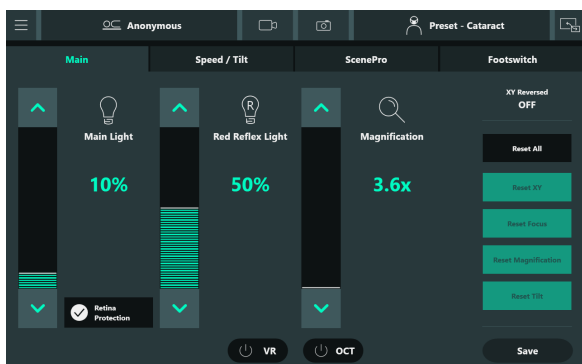 Anonymous
Preset - Cataract
Main
Speed / Tilt
ScenePro
Footswitch
Main Light
10%
Retina
Protection
R
Red Reflex Light
50%
Magnification
3.6x
XY Reversed
OFF
Reset All
Reset XY
Reset Focus
Reset Magnification
Reset Tilt
VR
OCT
Save